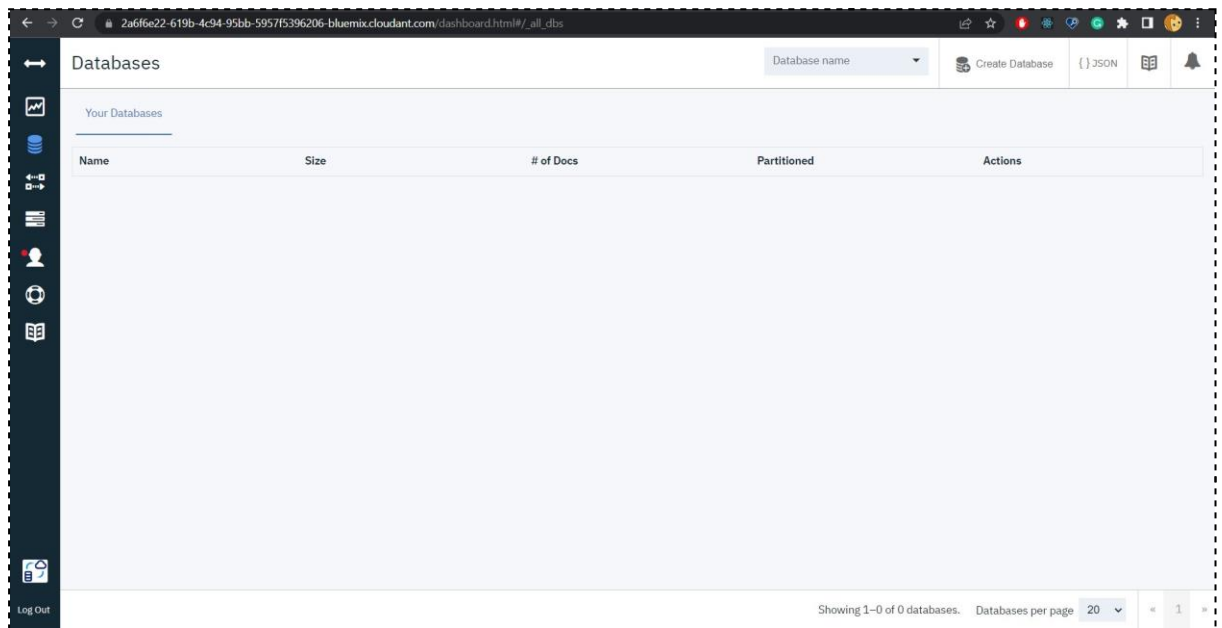 2a6f6e22-619b-4c94-95bb-5957f5396206-bluemix.cloudant.com/dashboard.html#/_all_dbs
Databases
Database name
Create Database
{ } JSON
Your Databases
Name Size # of Docs Partitioned Actions
Log Out
Showing 1–0 of 0 databases. Databases per page 20 « 1 »